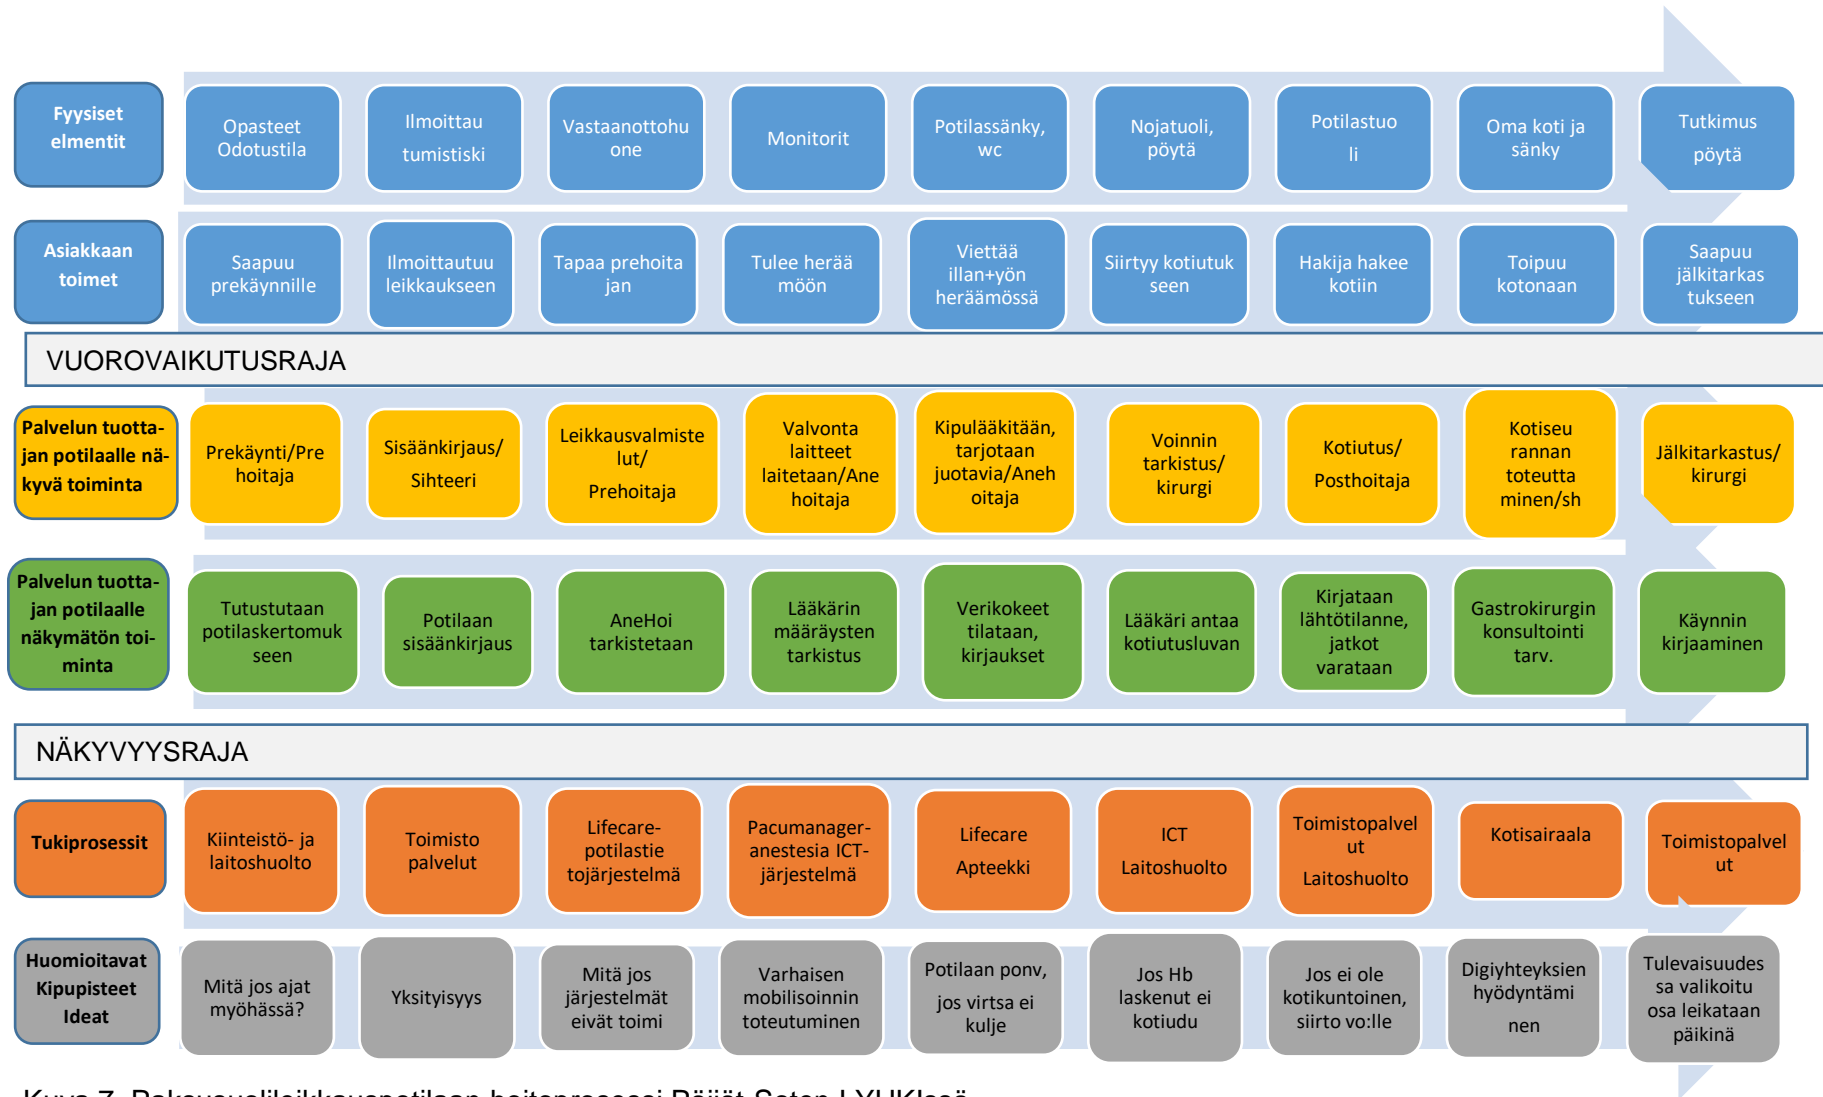 Fyysiset
elmentit
Opasteet
Odotustila
Ilmoittau
tumistiski
Vastaanottohu
one
Monitorit
Potilassänky,
wc
Nojatuoli,
pöytä
Potilastuo
li
Oma koti ja
sänky
Tutkimus
pöytä
Asiakkaan
toimet
Saapuu
prekäynnille
Ilmoittautuu
leikkaukseen
Tapaa prehoita
jan
Tulee herää
möön
Viettää
illan+yön
heräämössä
Siirtyy kotiutuk
seen
Hakija hakee
kotiin
Toipuu
kotonaan
Saapuu
jälkitarkas
tukseen
VUOROVAIKUTUSRAJA
Palvelun tuotta-
jan potilaalle nä-
kyvä toiminta
Prekäynti/Pre
hoitaja
Sisäänkirjaus/
Sihteeri
Leikkausvalmiste
lut/
Prehoitaja
Valvonta
laitteet
laitetaan/Ane
hoitaja
Kipulääkitään,
tarjotaan
juotavia/Aneh
oitaja
Voinnin
tarkistus/
kirurgi
Kotiutus/
Posthoitaja
Kotiseu
rannan
toteutta
minen/sh
Jälkitarkastus/
kirurgi
Palvelun tuotta-
jan potilaalle
näkymätön toi-
minta
Tutustutaan
potilaskertomuk
seen
Potilaan
sisäänkirjaus
AneHoi
tarkistetaan
Lääkärin
määräysten
tarkistus
Verikokeet
tilataan,
kirjaukset
Lääkäri antaa
kotiutusluvan
Kirjataan
lähtötilanne,
jatkot
varataan
Gastrokirurgin
konsultointi
tarv.
Käynnin
kirjaaminen
NÄKYVYYSRAJA
Tukiprosessit
Kiinteistö- ja
laitoshuolto
Toimisto
palvelut
Lifecare-
potilastie
tojärjestelmä
Pacumanager-
anestesia ICT-
järjestelmä
Lifecare
Apteekki
ICT
Laitoshuolto
Toimistopalvel
ut
Laitoshuolto
Kotisairaala
Toimistopalvel
ut
Huomioitavat
Kipupisteet
Ideat
Mitä jos ajat
myöhässä?
Yksityisyys
Mitä jos
järjestelmät
eivät toimi
Varhaisen
mobilisoinnin
toteutuminen
Potilaan ponv,
jos virtsa ei
kulje
Jos Hb
laskenut ei
kotiudu
Jos ei ole
kotikuntoinen,
siirto vo:lle
Digiyhteyksien
hyödyntämi
nen
Tulevaisuudes
sa valikoitu
osa leikataan
päikinä
Kuva 7. Paksusuolileikkauspotilaan hoitoprosessi Päijät-Soten LYHKIssä